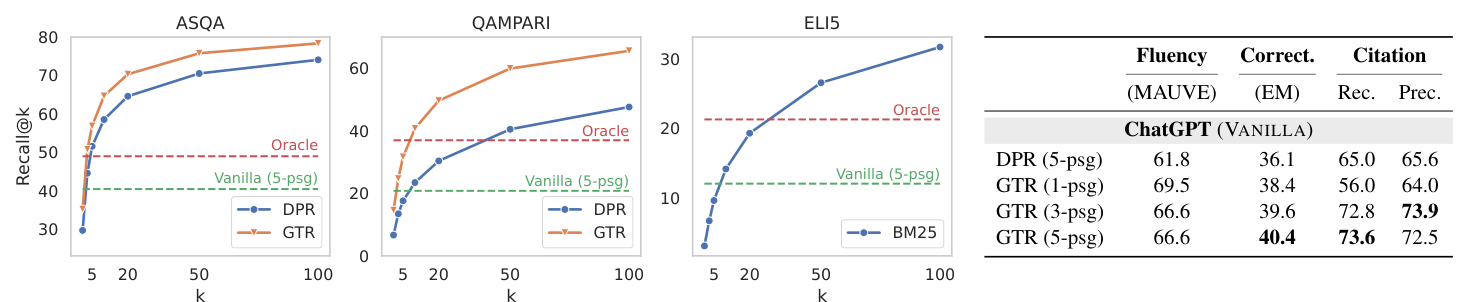 ASQA
80
70
60
50
40
30
Recall@k
Oracle
Vanilla (5-psg)
DPR
GTR
5 20 50 100
k
QAMPARI
60
40
20
0
Oracle
Vanilla (5-psg)
DPR
GTR
5 20 50 100
k
ELI5
30
20
10
Oracle
Vanilla (5-psg)
BM25
5 20 50 100
k
Fluency Correct. Citation
(MAUVE) (EM) Rec. Prec.
ChatGPT (VANILLA)
DPR (5-psg) 61.8 36.1 65.0 65.6
GTR (1-psg) 69.5 38.4 56.0 64.0
GTR (3-psg) 66.6 39.6 72.8 73.9
GTR (5-psg) 66.6 40.4 73.6 72.5